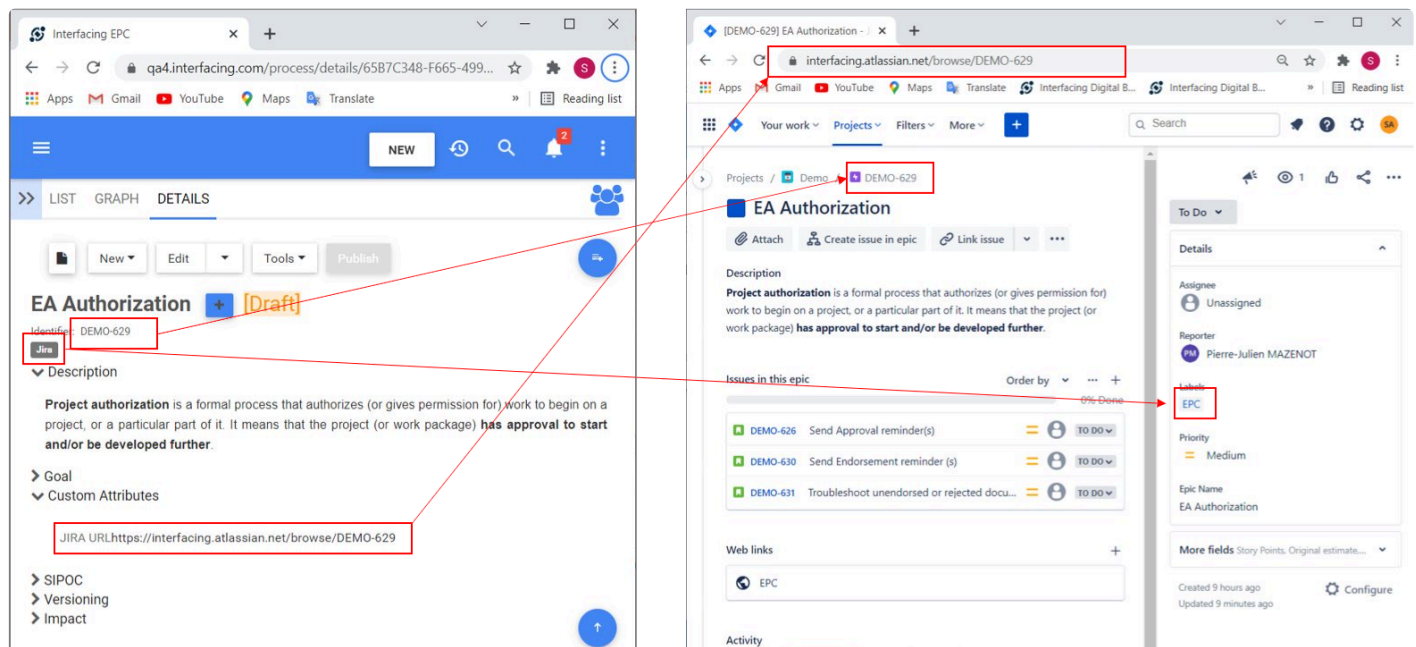 Interfacing EPC
qa4.interfacing.com/process/details/65B7C348-F665-499...
S
Apps Gmail YouTube Maps Translate » Reading list
NEW
2
LIST GRAPH DETAILS
New Edit Tools Publish
EA Authorization + [Draft]
Identifier: DEMO-629
Jira
Description
Project authorization is a formal process that authorizes (or gives permission for) work to begin on a
project, or a particular part of it. It means that the project (or work package) has approval to start
and/or be developed further.
Goal
Custom Attributes
JIRA URLhttps://interfacing.atlassian.net/browse/DEMO-629
SIPOC
Versioning
Impact
[DEMO-629] EA Authorization - J
interfacing.atlassian.net/browse/DEMO-629
S
Apps Gmail YouTube Maps Translate Interfacing Digital B... Interfacing Digital B... » Reading list
Your work Projects Filters More + Search SA
Projects / Demo / DEMO-629
1
EA Authorization
Attach Create issue in epic Link issue ...
Description
Project authorization is a formal process that authorizes (or gives permission for)
work to begin on a project, or a particular part of it. It means that the project (or
work package) has approval to start and/or be developed further.
Issues in this epic Order by ... +
0% Done
DEMO-626 Send Approval reminder(s) TO DO
DEMO-630 Send Endorsement reminder (s) TO DO
DEMO-631 Troubleshoot unendorsed or rejected docu... TO DO
Web links +
EPC
Activity
To Do
Details
Assignee
Unassigned
Reporter
PM Pierre-Julien MAZENOT
Labels
EPC
Priority
Medium
Epic Name
EA Authorization
More fields Story Points, Original estimate,...
Created 9 hours ago Configure
Updated 9 minutes ago